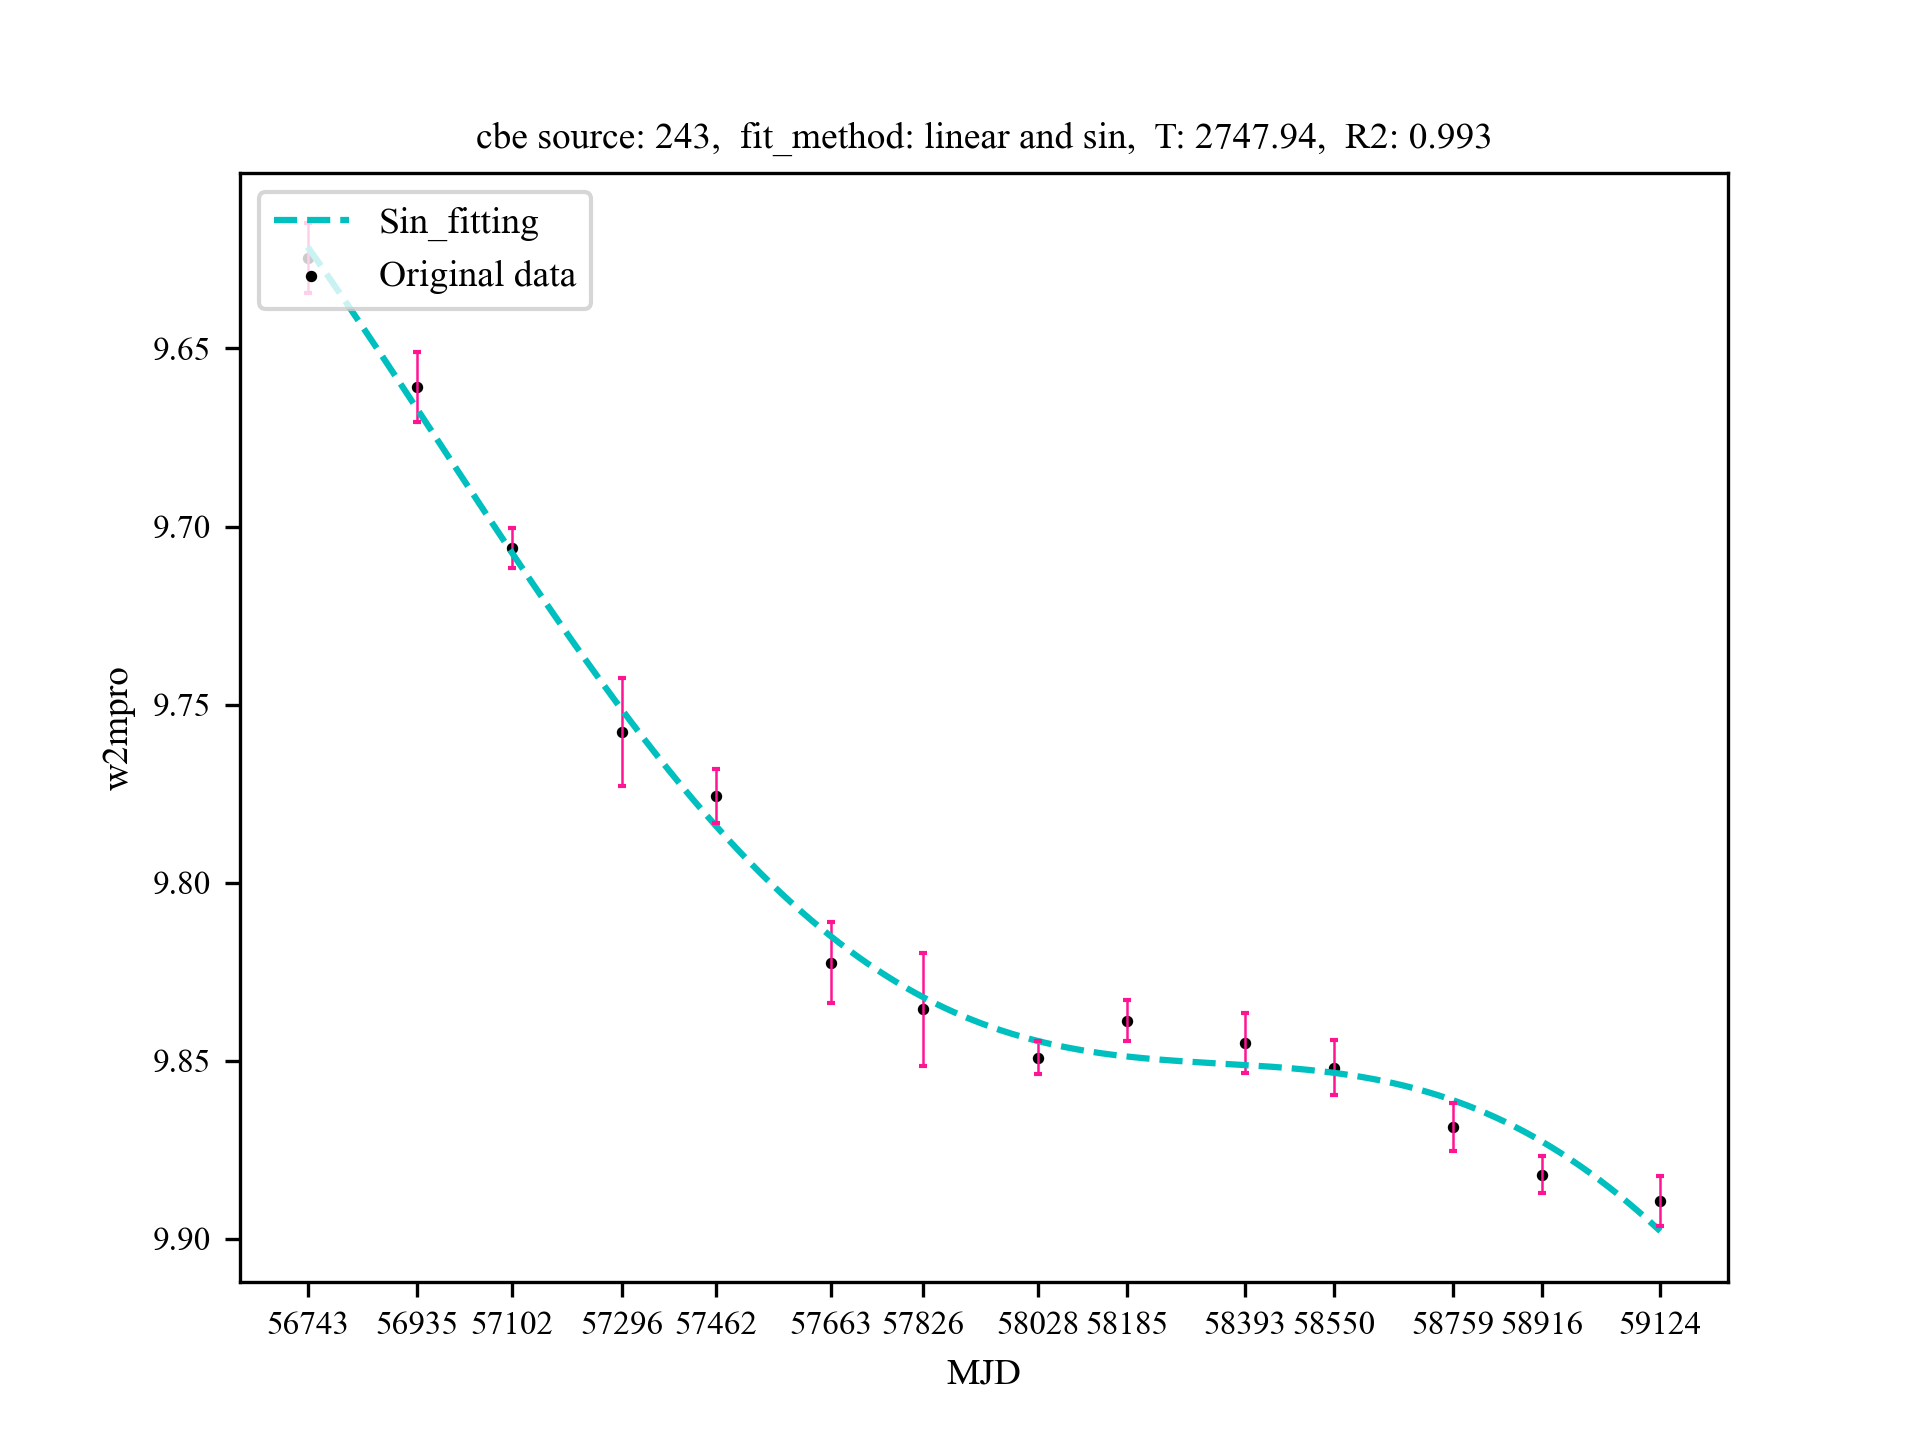 cbe source: 243,  fit_method: linear and sin,  T: 2747.94,  R2: 0.993
Sin_fitting
Original data
9.65
9.70
9.75
9.80
9.85
9.90
w2mpro
56743 56935 57102 57296 57462 57663 57826 58028 58185 58393 58550 58759 58916 59124
MJD